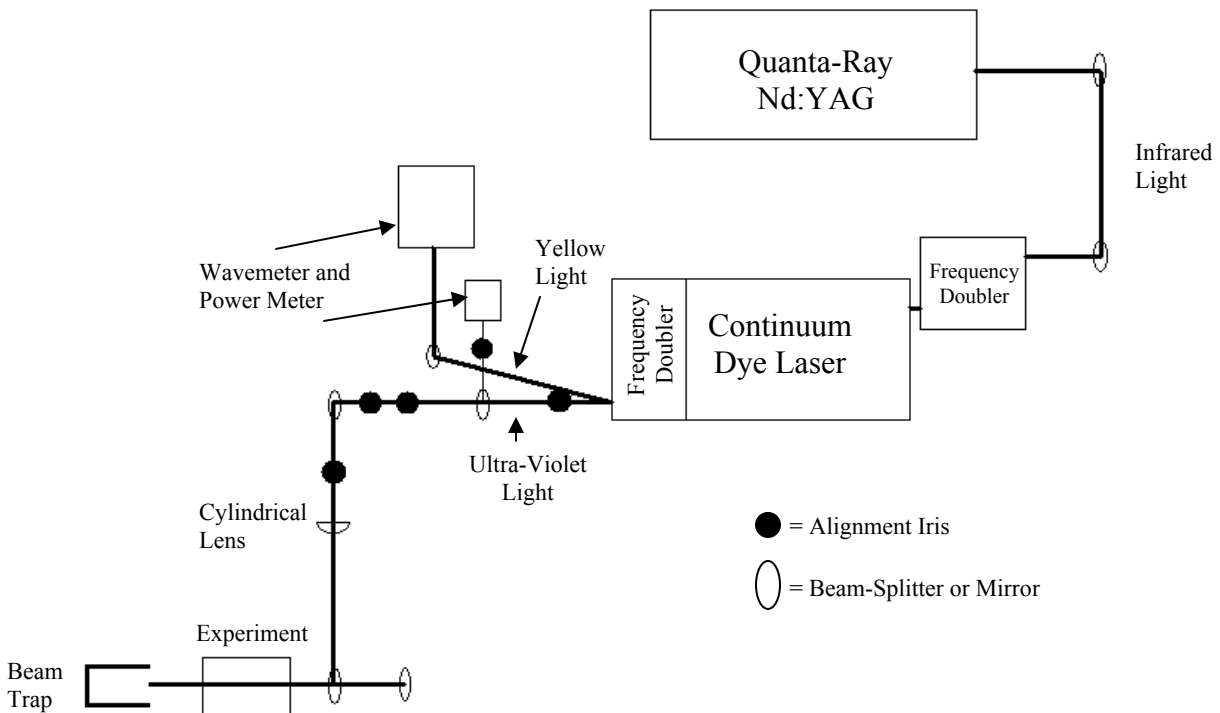 Quanta-Ray
Nd:YAG
Infrared
Light
Wavemeter and
Power Meter
Yellow
Light
Frequency
Doubler
Continuum
Dye Laser
Frequency
Doubler
Ultra-Violet
Light
Cylindrical
Lens
= Alignment Iris
= Beam-Splitter or Mirror
Experiment
Beam
Trap